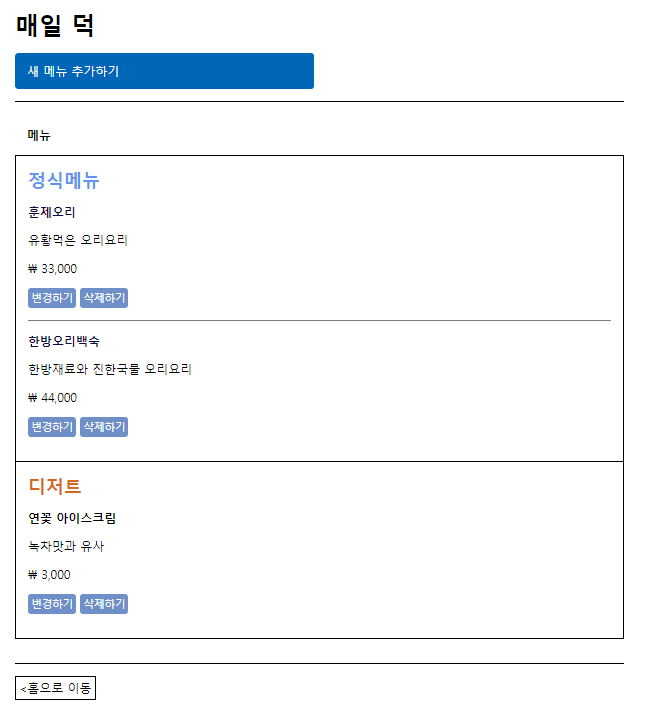 매일 덕
새 메뉴 추가하기
메뉴
정식메뉴
훈제오리
유황먹은 오리요리
₩ 33,000
변경하기 삭제하기
한방오리백숙
한방재료와 진한국물 오리요리
₩ 44,000
변경하기 삭제하기
디저트
연꽃 아이스크림
녹차맛과 유사
₩ 3,000
변경하기 삭제하기
<홈으로 이동